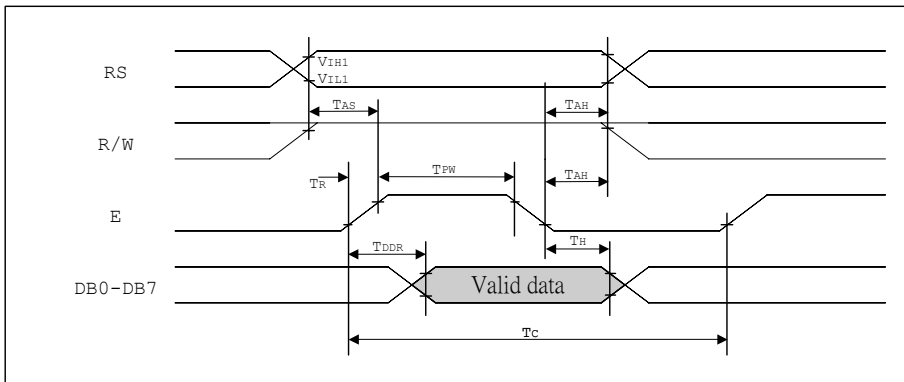 RS
VIH1
VIL1
TAS
TAH
R/W
TPW
TAH
TR
E
TDDR
TH
DB0-DB7
Valid data
TC